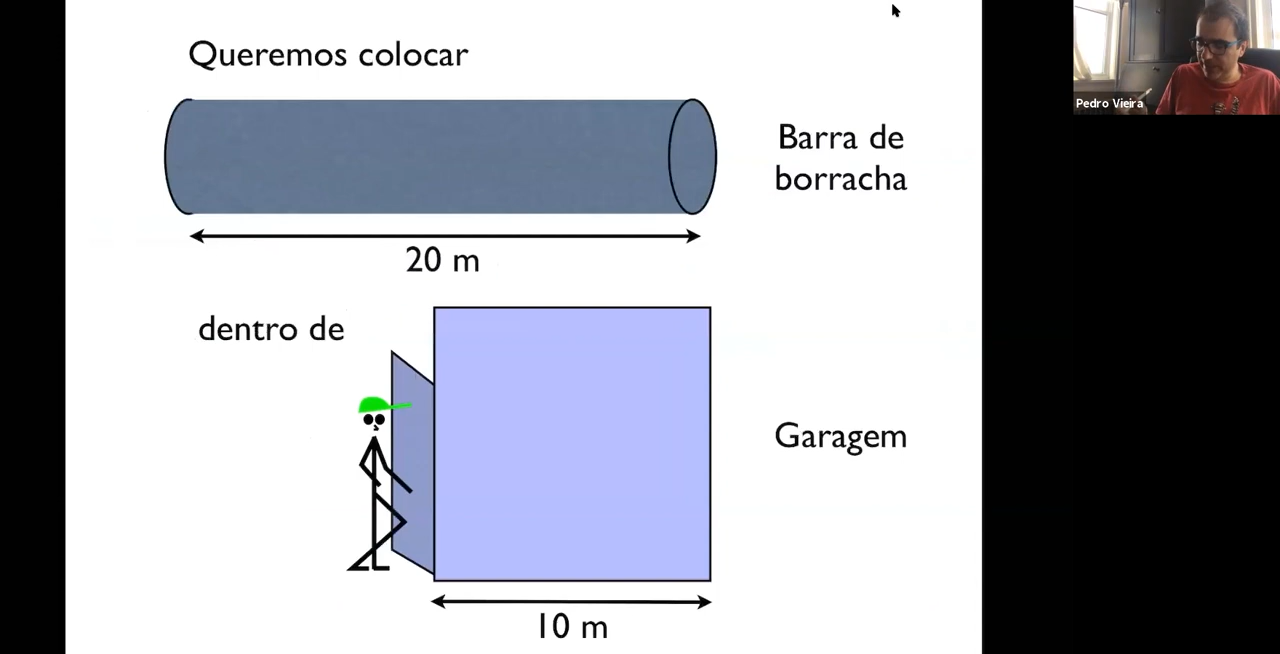 Queremos colocar
Pedro Vieira
Barra de
borracha
20 m
dentro de
Garagem
10 m